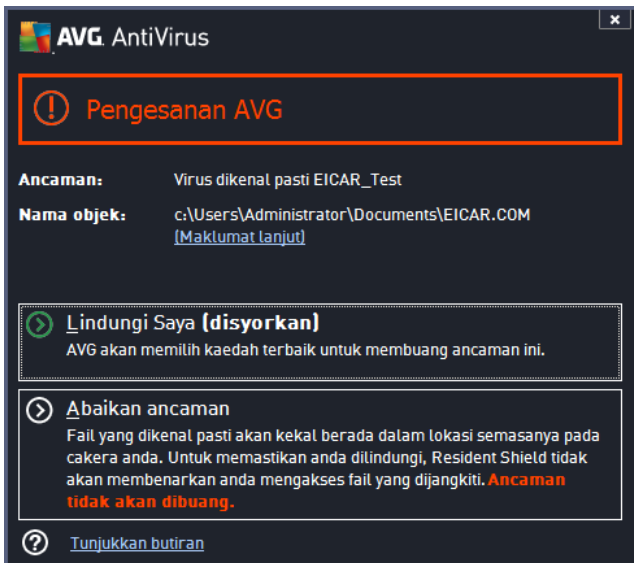 AVG. AntiVirus
Pengesanan AVG
Ancaman: Virus dikenal pasti EICAR_Test
Nama objek: c:\Users\Administrator\Documents\EICAR.COM
(Maklumat lanjut)
Lindungi Saya (disyorkan)
AVG akan memilih kaedah terbaik untuk membuang ancaman ini.
Abaikan ancaman
Fail yang dikenal pasti akan kekal berada dalam lokasi semasanya pada
cakera anda. Untuk memastikan anda dilindungi, Resident Shield tidak
akan membenarkan anda mengakses fail yang dijangkiti. Ancaman
tidak akan dibuang.
Tunjukkan butiran